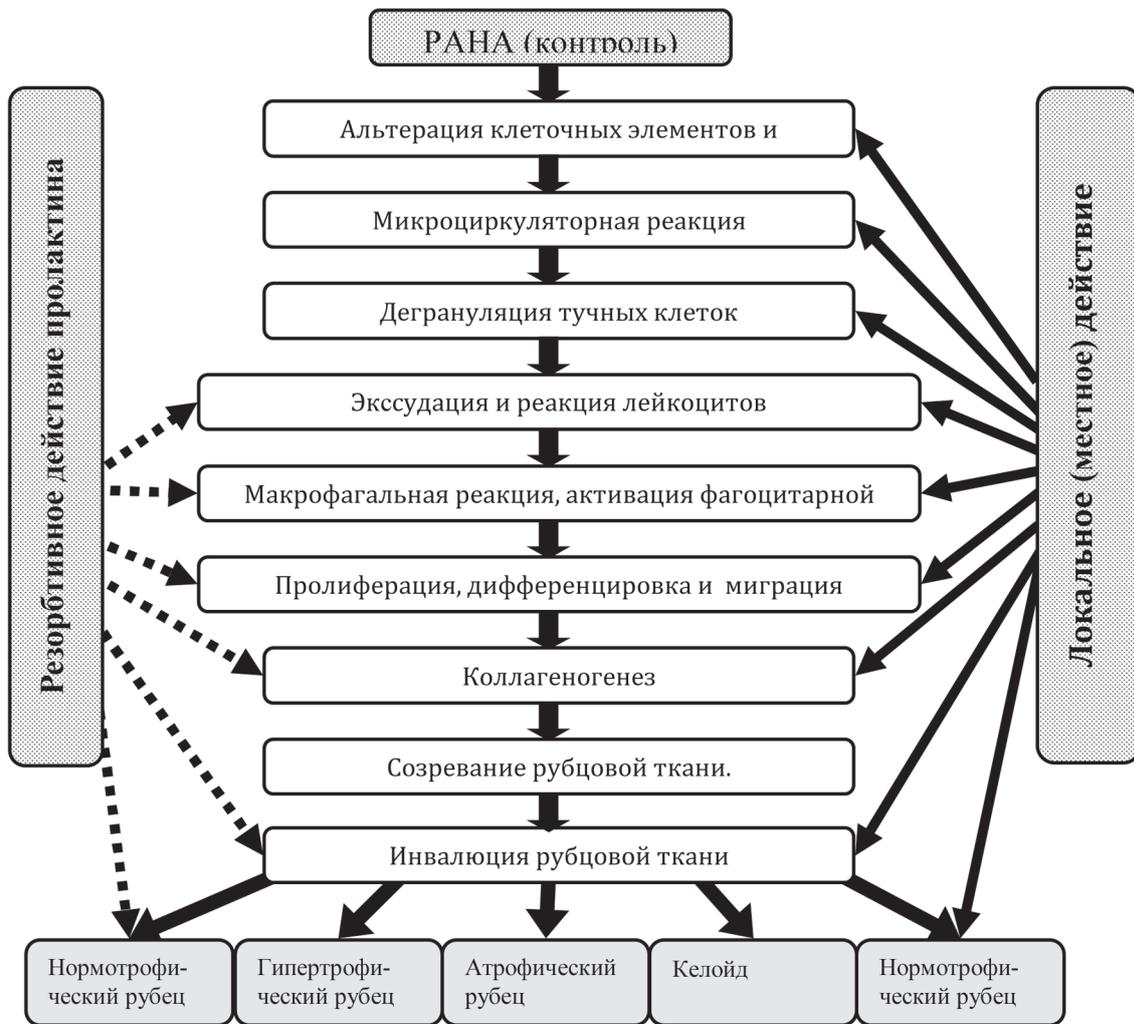 РАНА (контроль)
Альтерация клеточных элементов и
Микроциркуляторная реакция
Дегрануляция тучных клеток
Экссудация и реакция лейкоцитов
Макрофагальная реакция, активация фагоцитарной
Пролиферация, дифференцировка и миграция
Коллагеногенез
Созревание рубцовой ткани.
Инвалюция рубцовой ткани
Резорбтивное действие пролактина
Локальное (местное) действие
Нормотрофи-
ческий рубец
Гипертрофи-
ческий рубец
Атрофический
рубец
Келойд
Нормотрофи-
ческий рубец